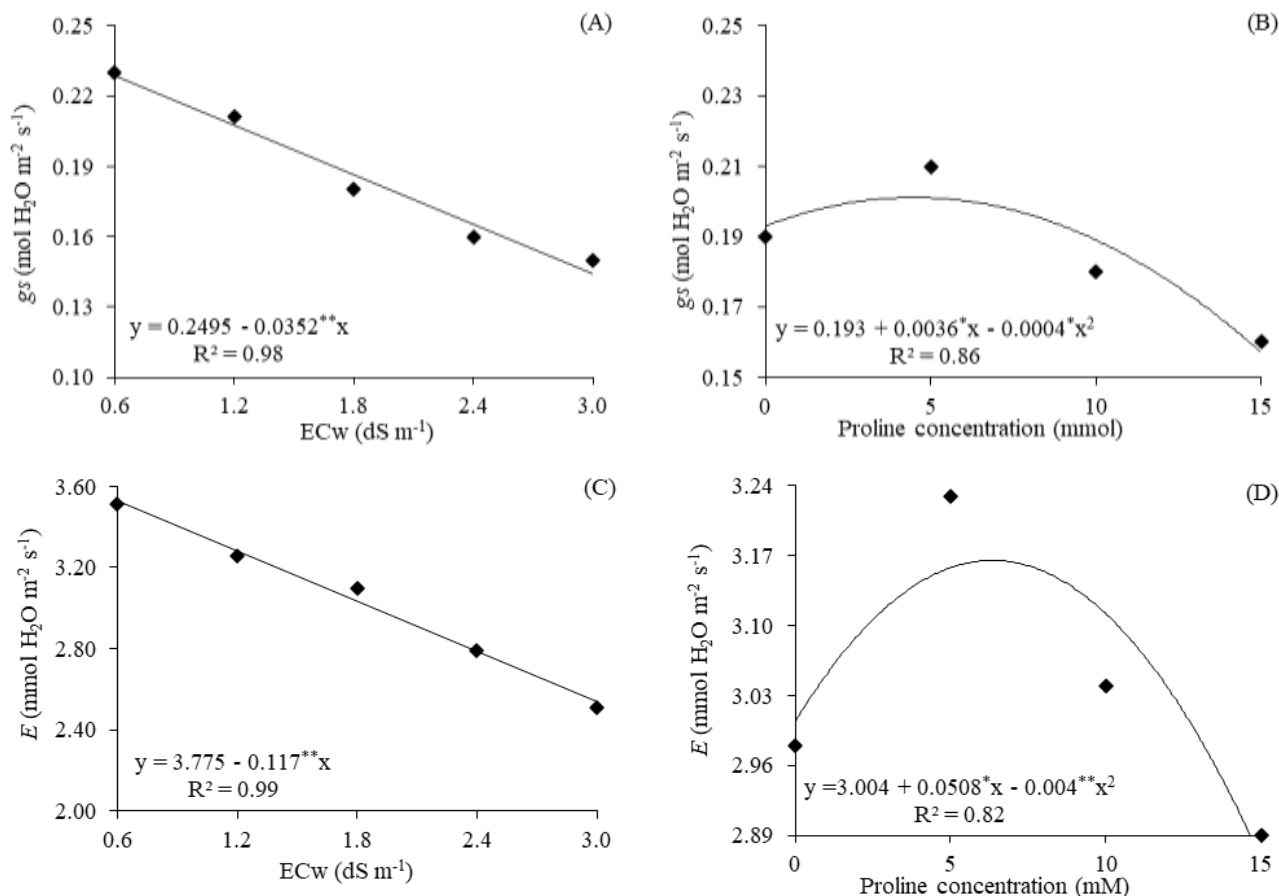 (A)
0.25
0.22
0.19
0.16
0.13
0.10
gs (mol H₂O m⁻² s⁻¹)
y = 0.2495 - 0.0352**x
R² = 0.98
0.6 1.2 1.8 2.4 3.0
ECw (dS m⁻¹)
(B)
0.25
0.23
0.21
0.19
0.17
0.15
gs (mol H₂O m⁻² s⁻¹)
y = 0.193 + 0.0036*x - 0.0004*x²
R² = 0.86
0 5 10 15
Proline concentration (mmol)
(C)
3.60
3.20
2.80
2.40
2.00
E (mmol H₂O m⁻² s⁻¹)
y = 3.775 - 0.117**x
R² = 0.99
0.6 1.2 1.8 2.4 3.0
ECw (dS m⁻¹)
(D)
3.24
3.17
3.10
3.03
2.96
2.89
E (mmol H₂O m⁻² s⁻¹)
y =3.004 + 0.0508*x - 0.004**x²
R² = 0.82
0 5 10 15
Proline concentration (mM)